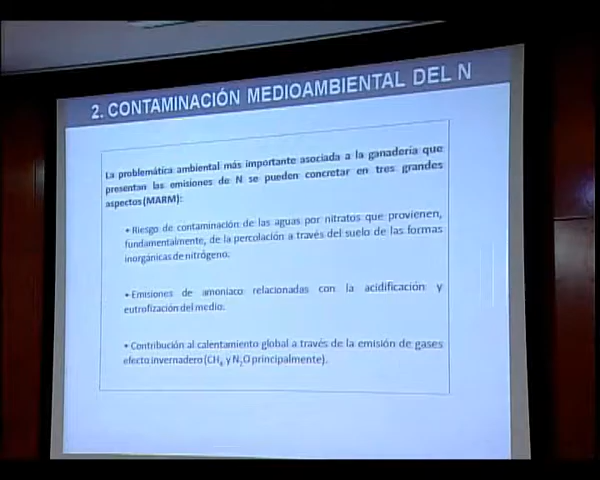 2. CONTAMINACIÓN MEDIOAMBIENTAL DEL N
La problemática ambiental más importante asociada a la ganadería que
presentan las emisiones de N se pueden concretar en tres grandes
aspectos (MARM):
• Riesgo de contaminación de las aguas por nitratos que provienen,
fundamentalmente, de la percolación a través del suelo de las formas
inorgánicas de nitrógeno.
• Emisiones de amoniaco relacionadas con la acidificación y
eutrofización del medio.
• Contribución al calentamiento global a través de la emisión de gases
efecto invernadero (CH₄ y N₂O principalmente).